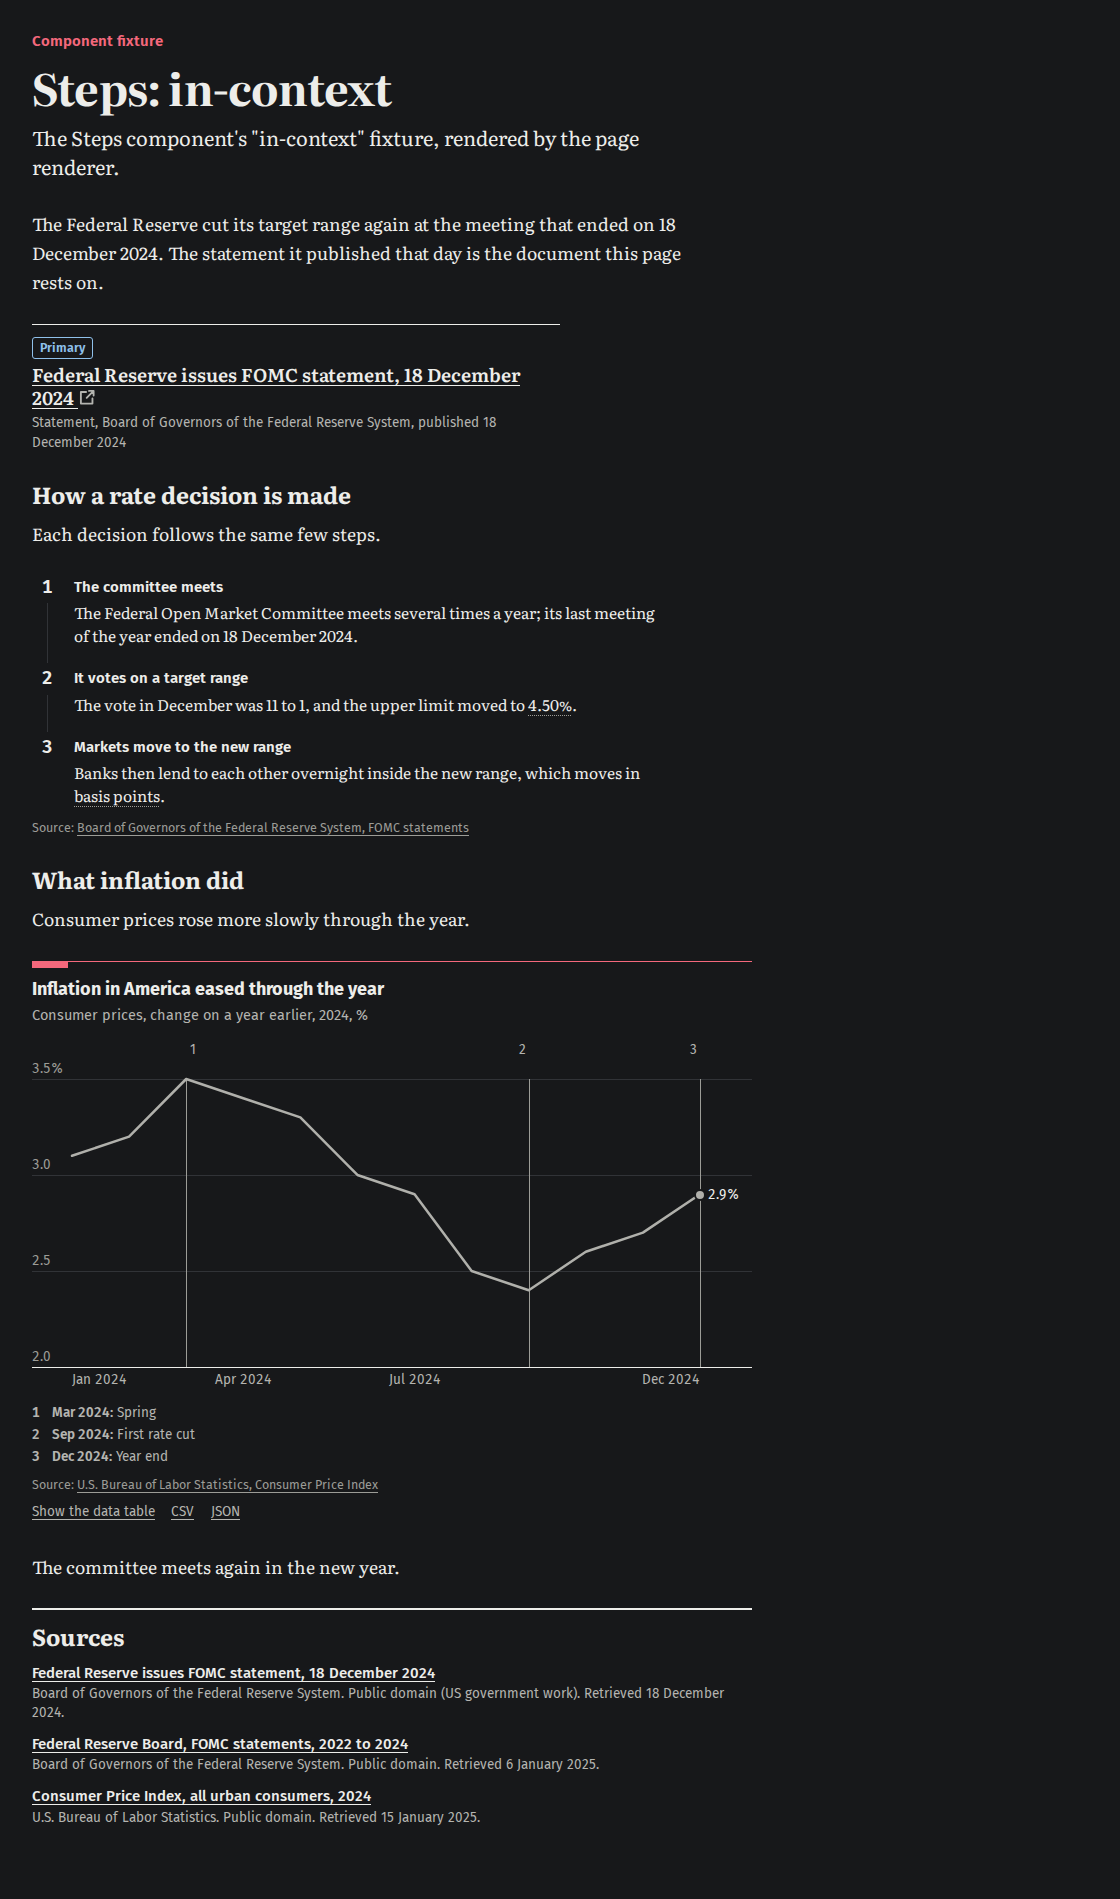 Component fixture
Steps: in-context
The Steps component's "in-context" fixture, rendered by the page
renderer.
The Federal Reserve cut its target range again at the meeting that ended on 18
December 2024. The statement it published that day is the document this page
rests on.
Primary
Federal Reserve issues FOMC statement, 18 December
2024
Statement, Board of Governors of the Federal Reserve System, published 18
December 2024
How a rate decision is made
Each decision follows the same few steps.
1 The committee meets
The Federal Open Market Committee meets several times a year; its last meeting
of the year ended on 18 December 2024.
2 It votes on a target range
The vote in December was 11 to 1, and the upper limit moved to 4.50%.
3 Markets move to the new range
Banks then lend to each other overnight inside the new range, which moves in
basis points.
Source: Board of Governors of the Federal Reserve System, FOMC statements
What inflation did
Consumer prices rose more slowly through the year.
Inflation in America eased through the year
Consumer prices, change on a year earlier, 2024, %
1 2 3
3.5%
3.0
2.9%
2.5
2.0
Jan 2024 Apr 2024 Jul 2024 Dec 2024
1 Mar 2024: Spring
2 Sep 2024: First rate cut
3 Dec 2024: Year end
Source: U.S. Bureau of Labor Statistics, Consumer Price Index
Show the data table CSV JSON
The committee meets again in the new year.
Sources
Federal Reserve issues FOMC statement, 18 December 2024
Board of Governors of the Federal Reserve System. Public domain (US government work). Retrieved 18 December
2024.
Federal Reserve Board, FOMC statements, 2022 to 2024
Board of Governors of the Federal Reserve System. Public domain. Retrieved 6 January 2025.
Consumer Price Index, all urban consumers, 2024
U.S. Bureau of Labor Statistics. Public domain. Retrieved 15 January 2025.